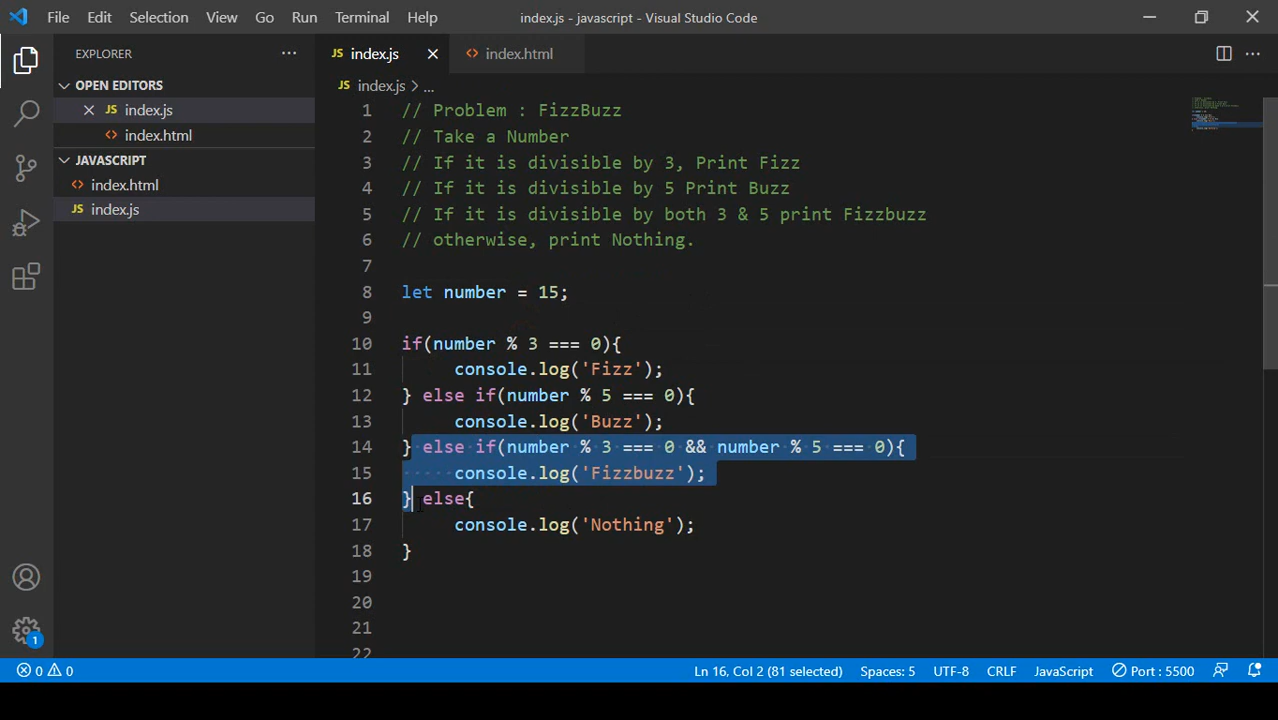 File Edit Selection View Go Run Terminal Help index.js - javascript - Visual Studio Code
EXPLORER
OPEN EDITORS
JS index.js
<> index.html
JAVASCRIPT
<> index.html
JS index.js
1
JS index.js
<> index.html
JS index.js > ...
1 // Problem : FizzBuzz
2 // Take a Number
3 // If it is divisible by 3, Print Fizz
4 // If it is divisible by 5 Print Buzz
5 // If it is divisible by both 3 & 5 print Fizzbuzz
6 // otherwise, print Nothing.
7
8 let number = 15;
9
10 if(number % 3 === 0){
11 console.log('Fizz');
12 } else if(number % 5 === 0){
13 console.log('Buzz');
14 } else if(number % 3 === 0 && number % 5 === 0){
15 console.log('Fizzbuzz');
16 } else{
17 console.log('Nothing');
18 }
19
20
21
22
0 0 Ln 16, Col 2 (81 selected) Spaces: 5 UTF-8 CRLF JavaScript Port : 5500